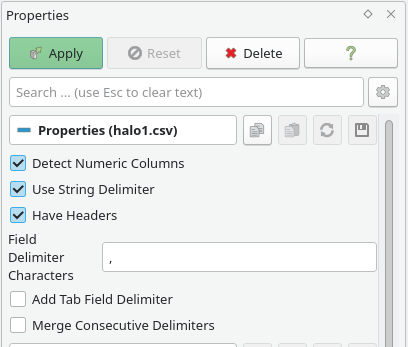 Properties
Apply
Reset
Delete
?
Search ... (use Esc to clear text)
Properties (halo1.csv)
Detect Numeric Columns
Use String Delimiter
Have Headers
Field
Delimiter
Characters
,
Add Tab Field Delimiter
Merge Consecutive Delimiters